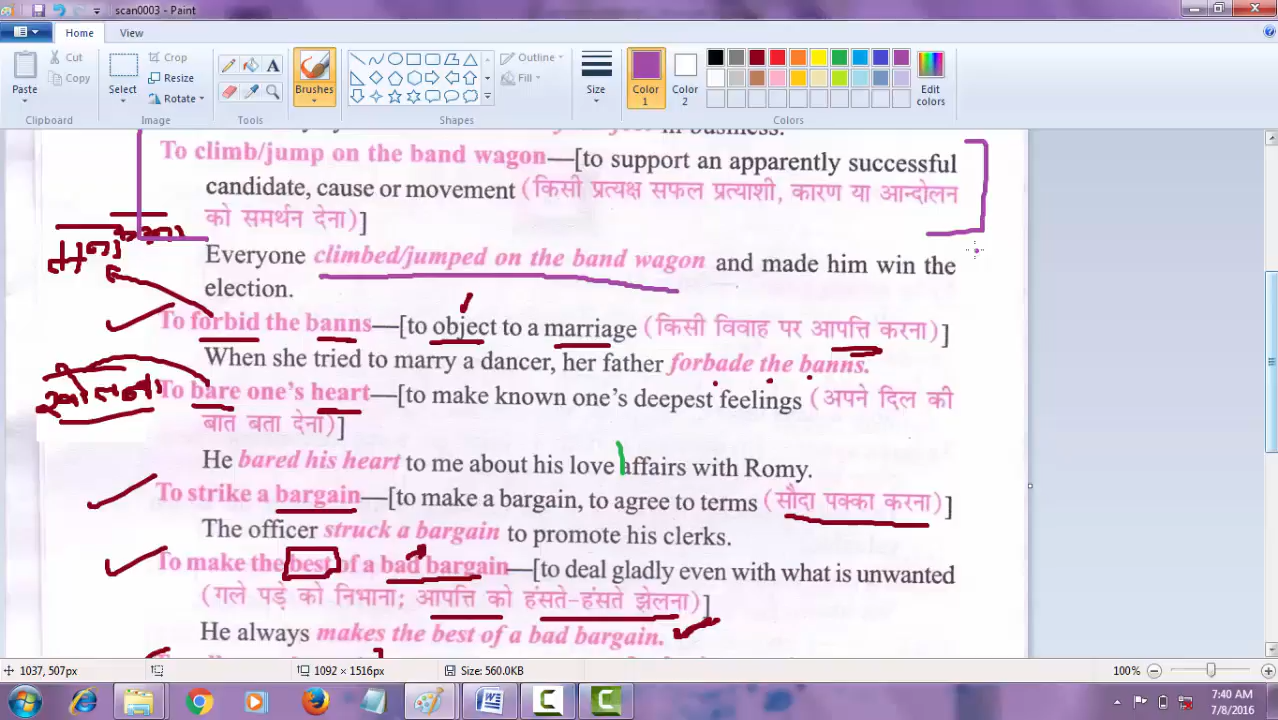 scan0003 - Paint
Home View
Paste
Cut
Copy
Clipboard
Select
Crop
Resize
Rotate
Image
Tools
Brushes
Outline
Fill
Shapes
Size
Color 1
Color 2
Edit colors
Colors
in business.
To climb/jump on the band wagon—[to support an apparently successful
candidate, cause or movement (किसी प्रत्यक्ष सफल प्रत्याशी, कारण या आन्दोलन
को समर्थन देना)]
Everyone climbed/jumped on the band wagon and made him win the
election.
To forbid the banns—[to object to a marriage (किसी विवाह पर आपत्ति करना)]
When she tried to marry a dancer, her father forbade the banns.
To bare one's heart—[to make known one's deepest feelings (अपने दिल की
बात बता देना)]
He bared his heart to me about his love affairs with Romy.
To strike a bargain—[to make a bargain, to agree to terms (सौदा पक्का करना)]
The officer struck a bargain to promote his clerks.
To make the best of a bad bargain—[to deal gladly even with what is unwanted
(गले पड़े को निभाना; आपत्ति को हंसते-हंसते झेलना)]
He always makes the best of a bad bargain.
1037, 507px
1092 × 1516px
Size: 560.0KB
100%
7:40 AM
7/8/2016